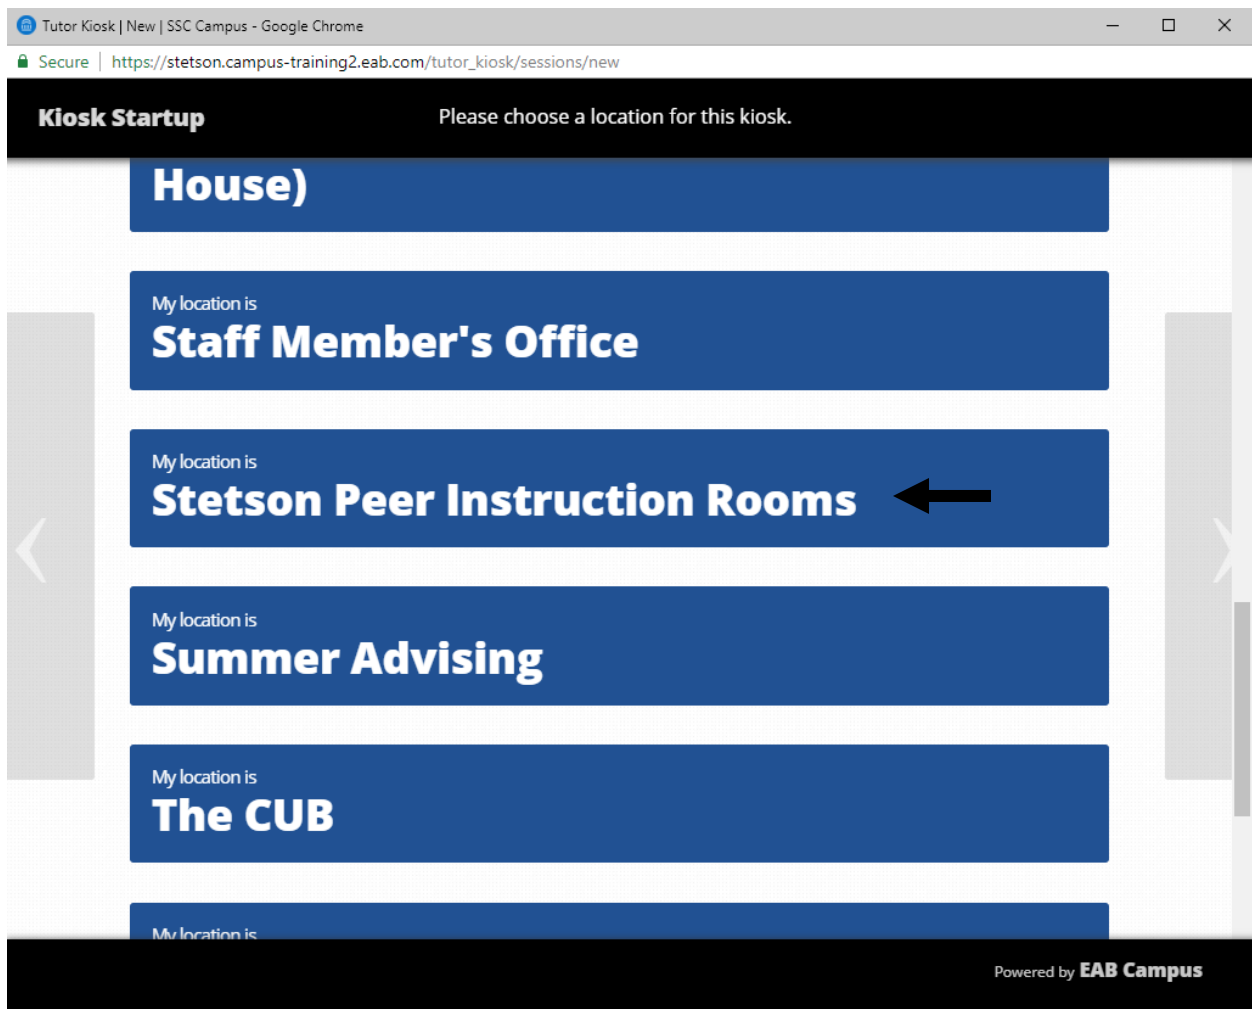 Tutor Kiosk | New | SSC Campus - Google Chrome
Secure | https://stetson.campus-training2.eab.com/tutor_kiosk/sessions/new
Kiosk Startup
Please choose a location for this kiosk.
House)
My location is
Staff Member's Office
My location is
Stetson Peer Instruction Rooms
My location is
Summer Advising
My location is
The CUB
My location is
Powered by EAB Campus